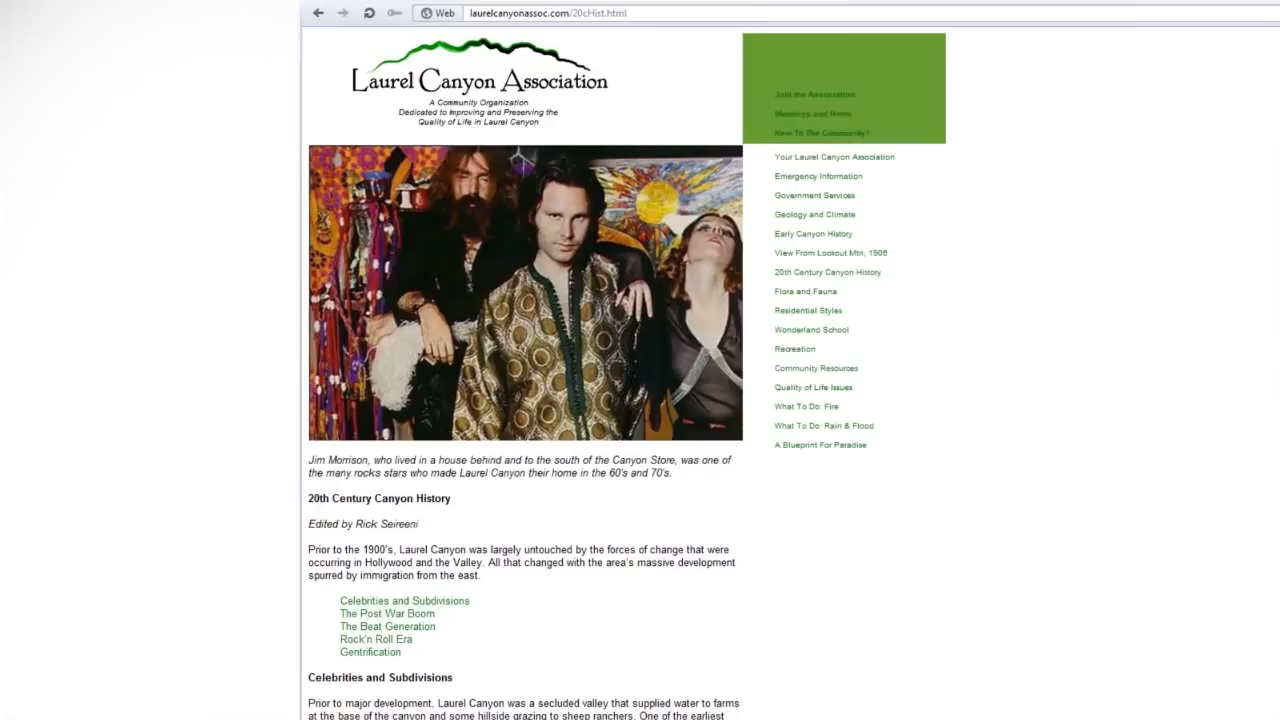 Web
laurelcanyonassoc.com/20cHist.html
Laurel Canyon Association
A Community Organization
Dedicated to Improving and Preserving the
Quality of Life in Laurel Canyon
Join the Association
Meetings and News
New To The Community?
Your Laurel Canyon Association
Emergency Information
Government Services
Geology and Climate
Early Canyon History
View From Lookout Mtn, 1906
20th Century Canyon History
Flora and Fauna
Residential Styles
Wonderland School
Recreation
Community Resources
Quality of Life Issues
What To Do: Fire
What To Do: Rain & Flood
A Blueprint For Paradise
Jim Morrison, who lived in a house behind and to the south of the Canyon Store, was one of
the many rocks stars who made Laurel Canyon their home in the 60's and 70's.
20th Century Canyon History
Edited by Rick Seireeni
Prior to the 1900's, Laurel Canyon was largely untouched by the forces of change that were
occurring in Hollywood and the Valley. All that changed with the area's massive development
spurred by immigration from the east.
Celebrities and Subdivisions
The Post War Boom
The Beat Generation
Rock'n Roll Era
Gentrification
Celebrities and Subdivisions
Prior to major development, Laurel Canyon was a secluded valley that supplied water to farms
at the base of the canyon and some hillside grazing to sheep ranchers. One of the earliest